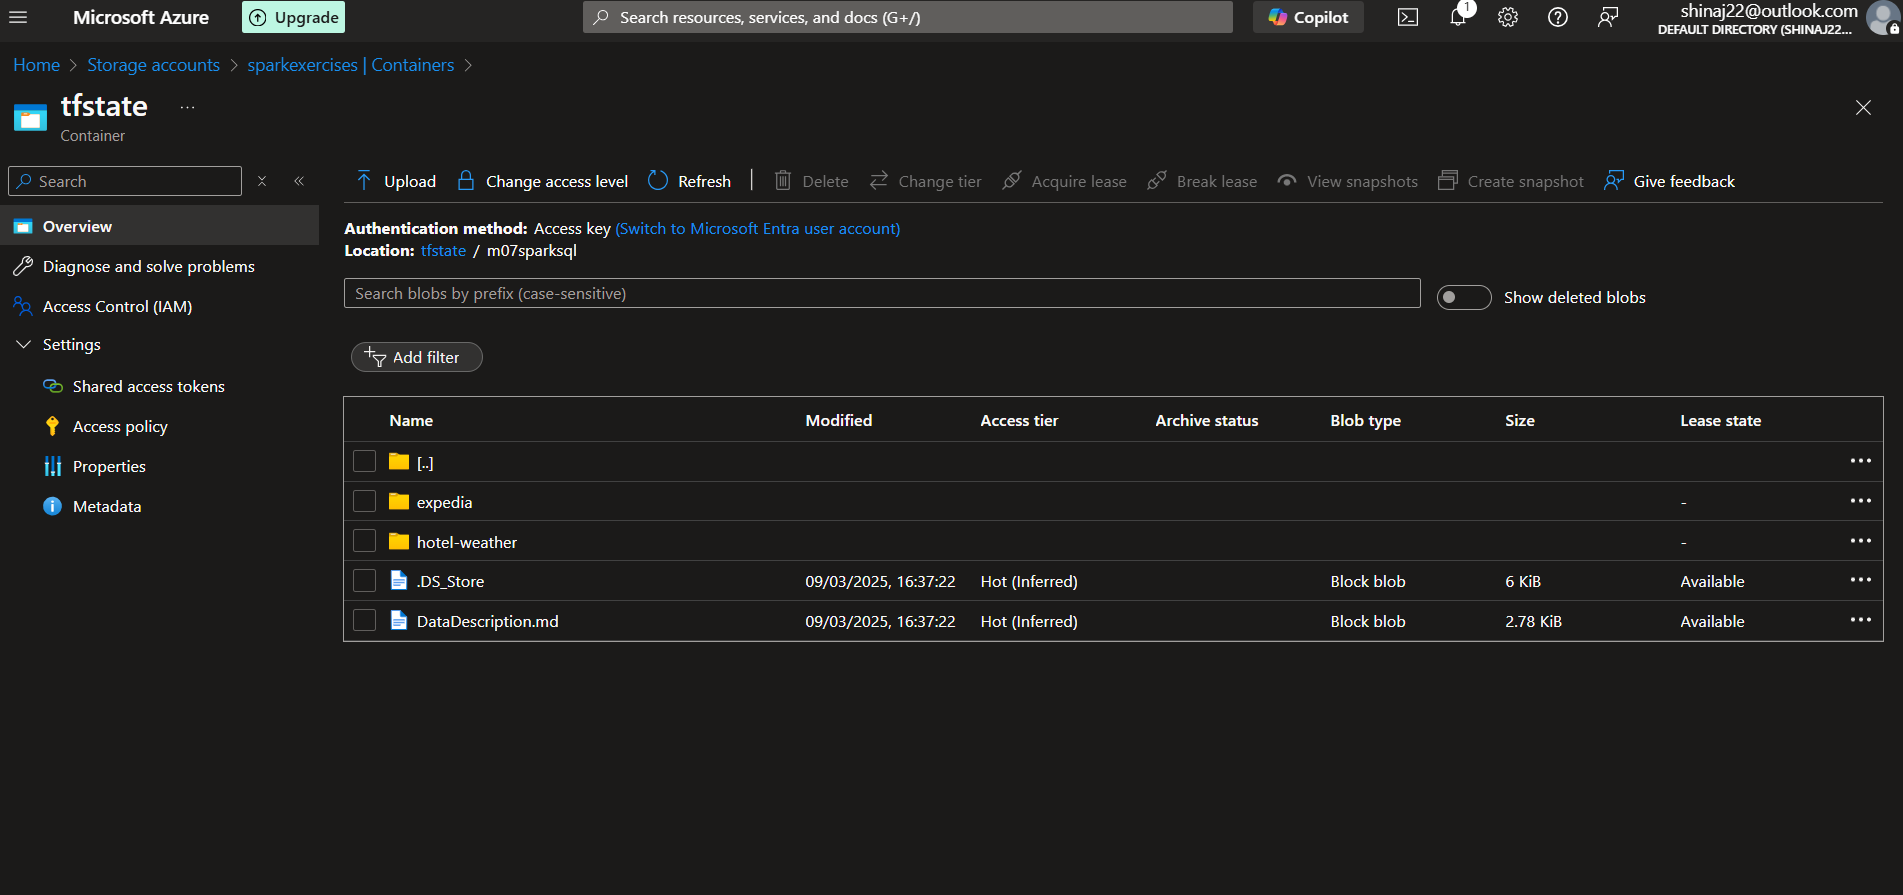 Microsoft Azure
Upgrade
Search resources, services, and docs (G+/)
Copilot
1
shinaj22@outlook.com
DEFAULT DIRECTORY (SHINAJ22...
Home > Storage accounts > sparkexercises | Containers >
tfstate ...
Container
Search
Overview
Diagnose and solve problems
Access Control (IAM)
Settings
Shared access tokens
Access policy
Properties
Metadata
Upload Change access level Refresh Delete Change tier Acquire lease Break lease View snapshots Create snapshot Give feedback
Authentication method: Access key (Switch to Microsoft Entra user account)
Location: tfstate / m07sparksql
Search blobs by prefix (case-sensitive)
Show deleted blobs
Add filter
Name Modified Access tier Archive status Blob type Size Lease state
[..]
expedia -
hotel-weather -
.DS_Store 09/03/2025, 16:37:22 Hot (Inferred) Block blob 6 KiB Available
DataDescription.md 09/03/2025, 16:37:22 Hot (Inferred) Block blob 2.78 KiB Available